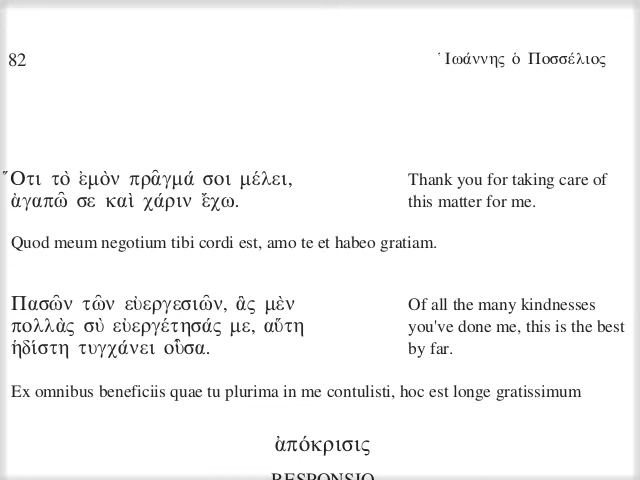 82
Ἰωάννης ὁ Ποσσέλιος
Ὅτι τὸ ἐμὸν πρᾶγμά σοι μέλει,
ἀγαπῶ σε καὶ χάριν ἔχω.
Thank you for taking care of
this matter for me.
Quod meum negotium tibi cordi est, amo te et habeo gratiam.
Πασῶν τῶν εὐεργεσιῶν, ἃς μὲν
πολλὰς σὺ εὐεργέτησάς με, αὕτη
ἡδίστη τυγχάνει οὖσα.
Of all the many kindnesses
you've done me, this is the best
by far.
Ex omnibus beneficiis quae tu plurima in me contulisti, hoc est longe gratissimum
ἀπόκρισις
RESPONSIO